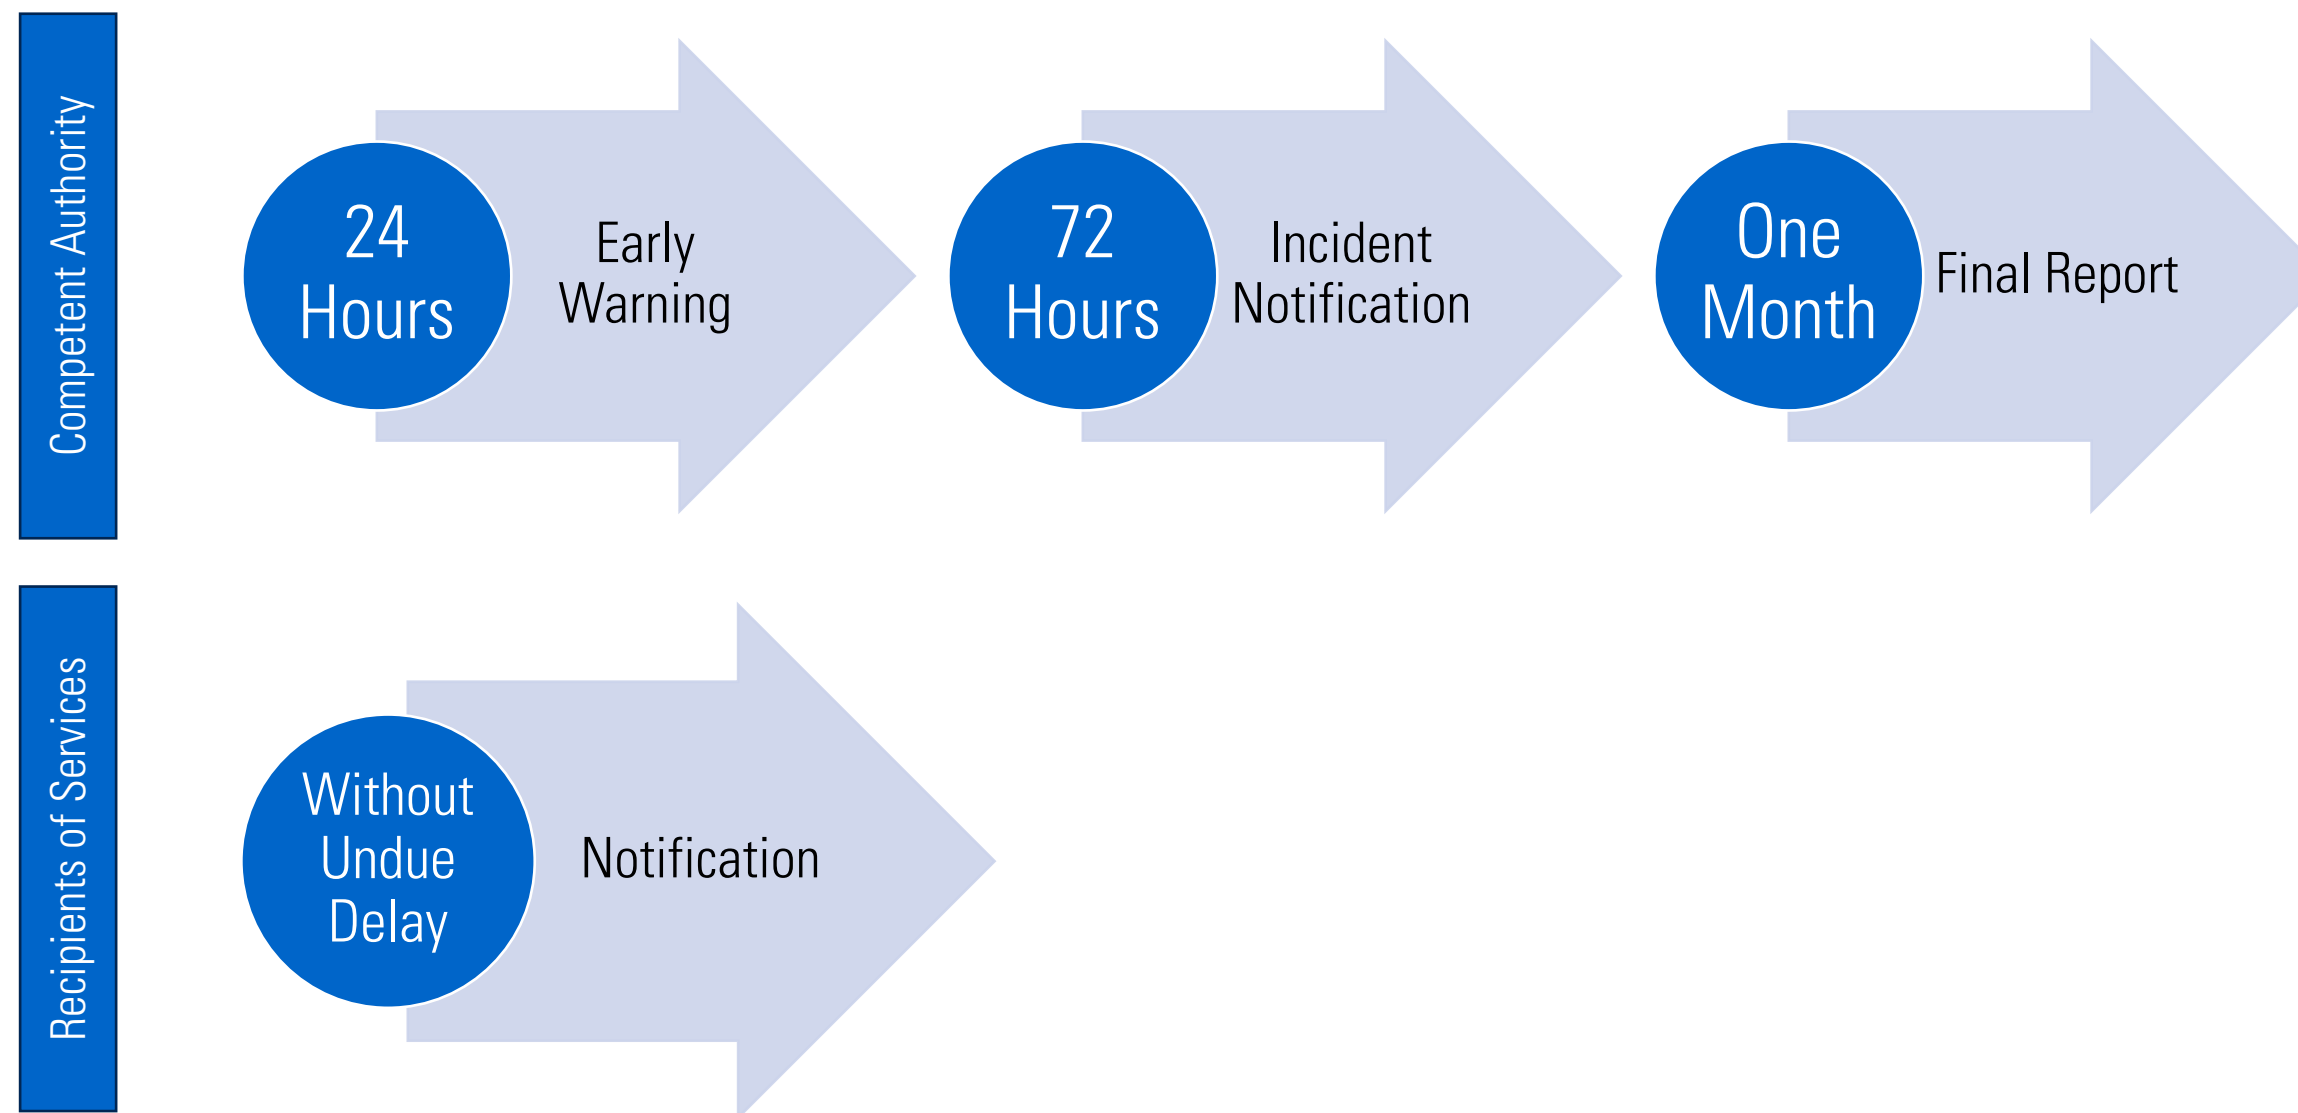 Competent Authority
24
Hours
Early
Warning
72
Hours
Incident
Notification
One
Month
Final Report
Recipients of Services
Without
Undue
Delay
Notification